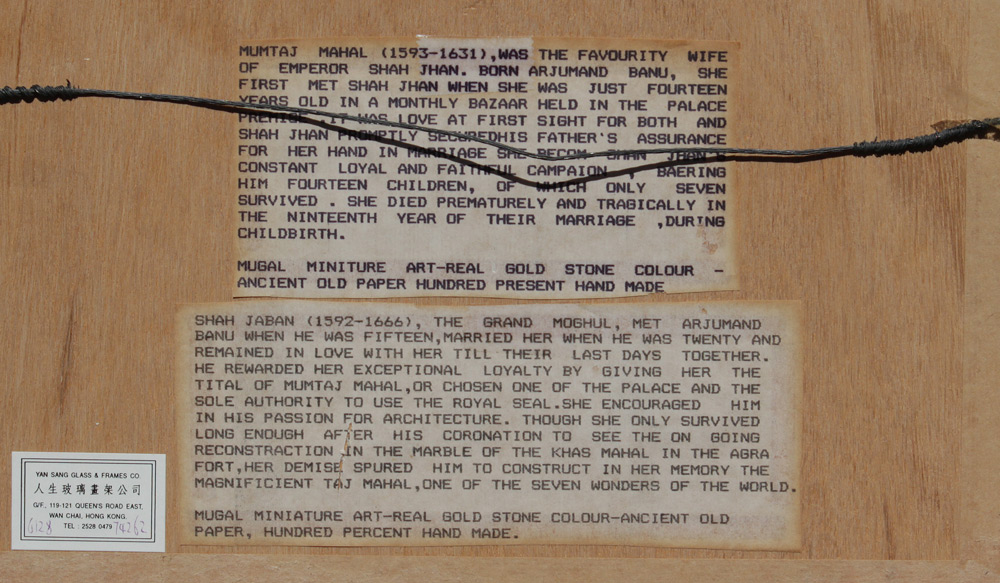 MUMTAJ MAHAL (1593-1631),WAS THE FAVOURITY WIFE
OF EMPEROR SHAH JHAN. BORN ARJUMAND BANU, SHE
FIRST MET SHAH JHAN WHEN SHE WAS JUST FOURTEEN
YEARS OLD IN A MONTHLY BAZAAR HELD IN THE PALACE
PREMISE ,IT WAS LOVE AT FIRST SIGHT FOR BOTH AND
SHAH JHAN PROMPTLY SECUREDHIS FATHER'S ASSURANCE
FOR HER HAND IN MARRIAGE SHE BECOM SHAH JHAN'S
CONSTANT LOYAL AND FAITHFUL CAMPAION , BAERING
HIM FOURTEEN CHILDREN, OF WHICH ONLY SEVEN
SURVIVED . SHE DIED PREMATURELY AND TRAGICALLY IN
THE NINTEENTH YEAR OF THEIR MARRIAGE ,DURING
CHILDBIRTH.
MUGAL MINITURE ART-REAL GOLD STONE COLOUR -
ANCIENT OLD PAPER HUNDRED PRESENT HAND MADE
SHAH JABAN (1592-1666), THE GRAND MOGHUL, MET ARJUMAND
BANU WHEN HE WAS FIFTEEN,MARRIED HER WHEN HE WAS TWENTY AND
REMAINED IN LOVE WITH HER TILL THEIR LAST DAYS TOGETHER.
HE REWARDED HER EXCEPTIONAL LOYALTY BY GIVING HER THE
TITAL OF MUMTAJ MAHAL,OR CHOSEN ONE OF THE PALACE AND THE
SOLE AUTHORITY TO USE THE ROYAL SEAL.SHE ENCOURAGED HIM
IN HIS PASSION FOR ARCHITECTURE. THOUGH SHE ONLY SURVIVED
LONG ENOUGH AFTER HIS CORONATION TO SEE THE ON GOING
RECONSTRACTION IN THE MARBLE OF THE KHAS MAHAL IN THE AGRA
FORT,HER DEMISE SPURED HIM TO CONSTRUCT IN HER MEMORY THE
MAGNIFICIENT TAJ MAHAL,ONE OF THE SEVEN WONDERS OF THE WORLD.
MUGAL MINIATURE ART-REAL GOLD STONE COLOUR-ANCIENT OLD
PAPER, HUNDRED PERCENT HAND MADE.
YAN SANG GLASS & FRAMES CO.
人生玻璃畫架公司
G/F., 119-121 QUEEN'S ROAD EAST,
WAN CHAI, HONG KONG.
TEL : 2528 0479